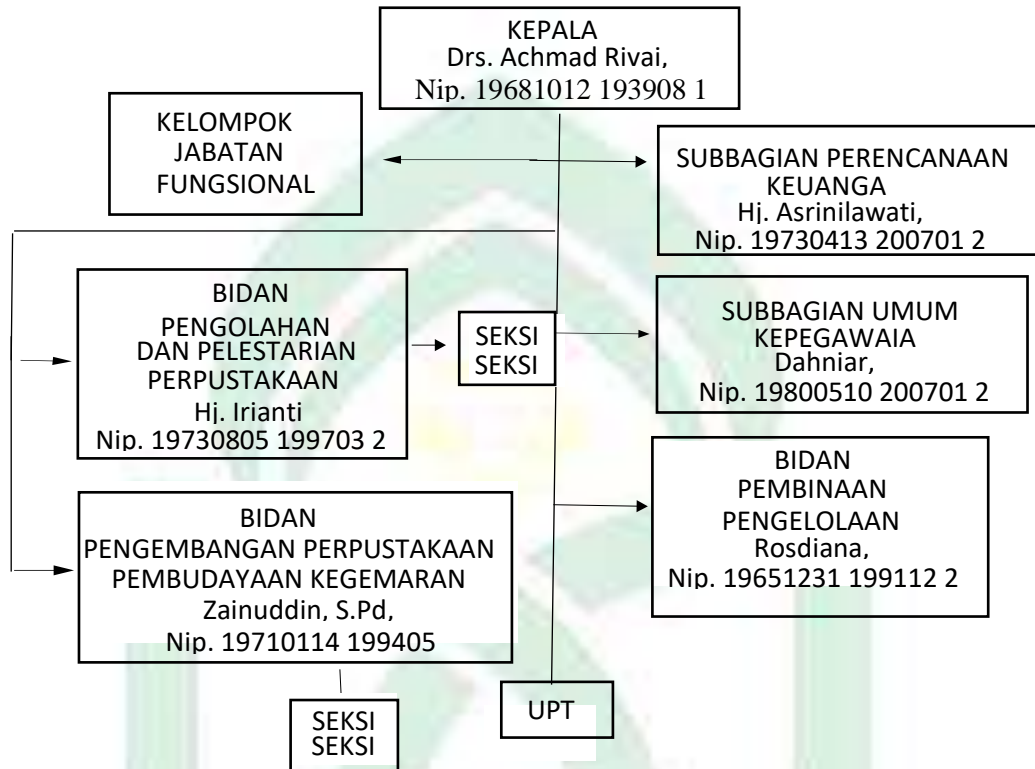 KEPALA
Drs. Achmad Rivai,
Nip. 19681012 193908 1
KELOMPOK
JABATAN
FUNGSIONAL
SUBBAGIAN PERENCANAAN
KEUANGA
Hj. Asrinilawati,
Nip. 19730413 200701 2
BIDAN
PENGOLAHAN
DAN PELESTARIAN
PERPUSTAKAAN
Hj. Irianti
Nip. 19730805 199703 2
SEKSI
SEKSI
SUBBAGIAN UMUM
KEPEGAWAIA
Dahniar,
Nip. 19800510 200701 2
BIDAN
PENGEMBANGAN PERPUSTAKAAN
PEMBUDAYAAN KEGEMARAN
Zainuddin, S.Pd,
Nip. 19710114 199405
BIDAN
PEMBINAAN
PENGELOLAAN
Rosdiana,
Nip. 19651231 199112 2
SEKSI
SEKSI
UPT